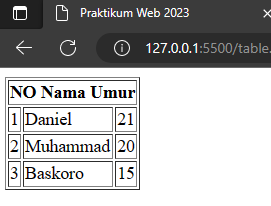 Praktikum Web 2023
127.0.0.1:5500/table.
NO Nama Umur
1 Daniel 21
2 Muhammad 20
3 Baskoro 15